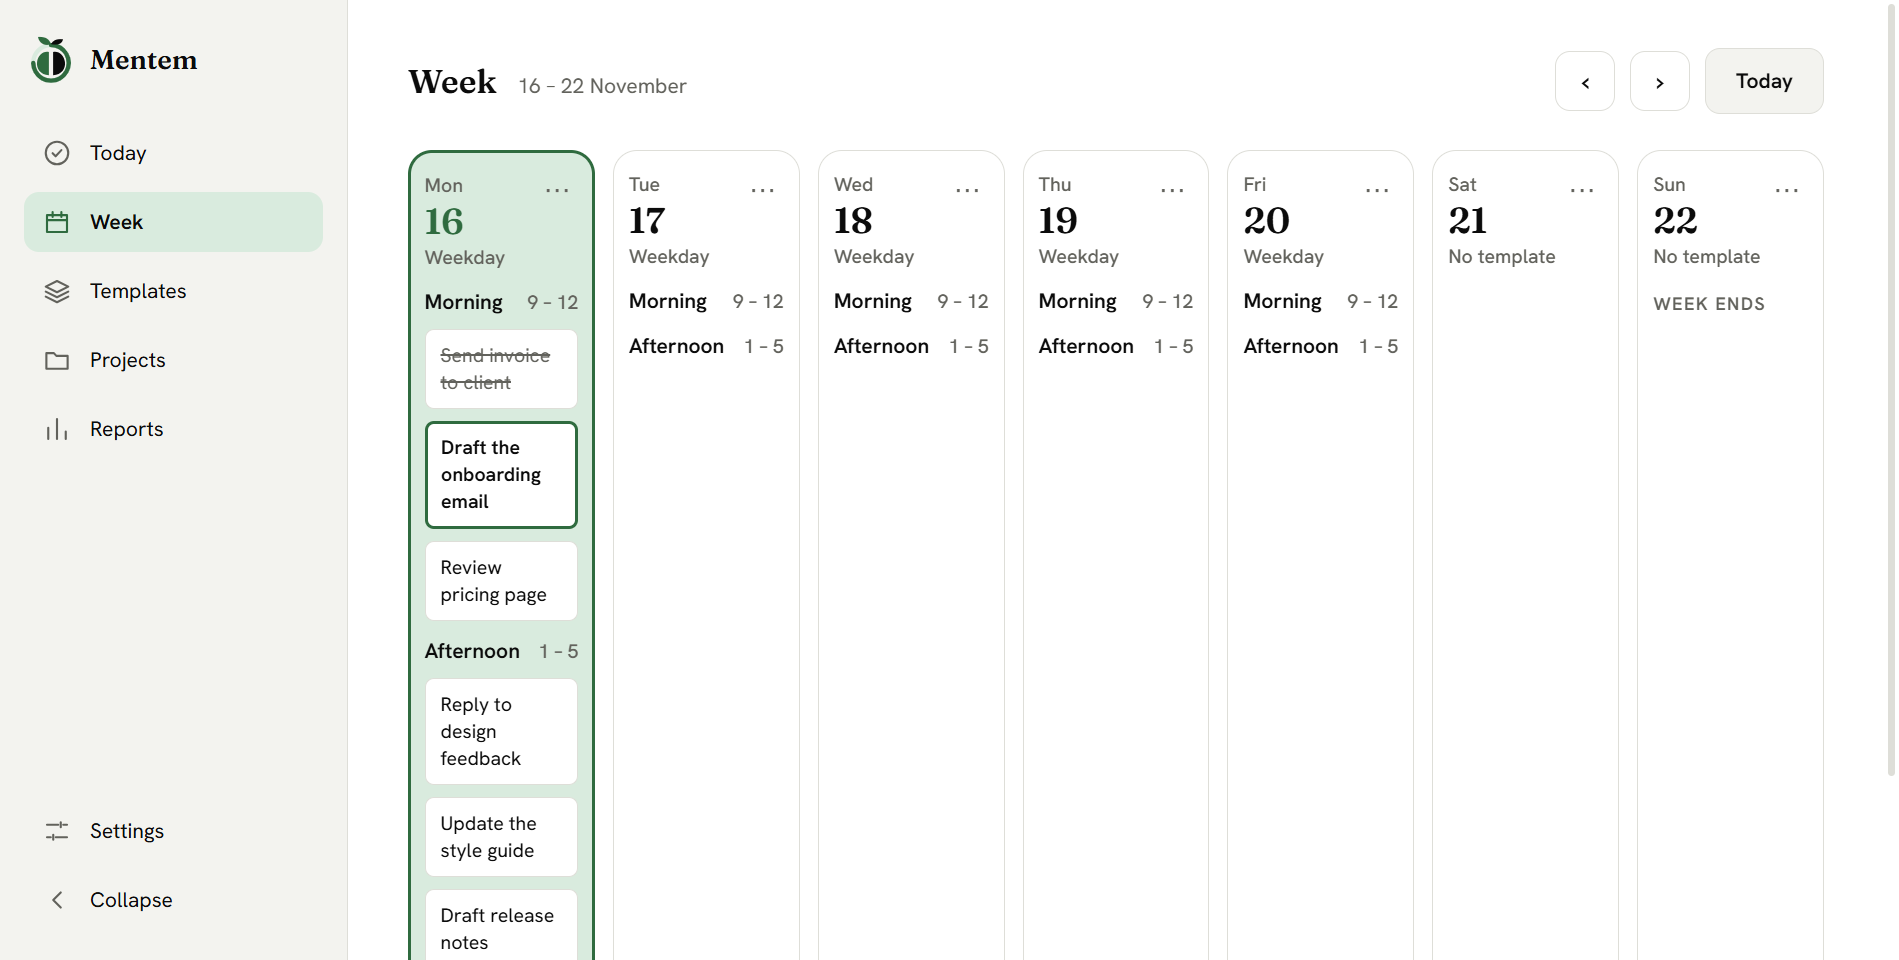 Mentem
Today
Week
Templates
Projects
Reports
Settings
Collapse
Week 16 – 22 November
‹ › Today
Mon ...
16
Weekday
Morning 9 – 12
Send invoice
to client
Draft the
onboarding
email
Review
pricing page
Afternoon 1 – 5
Reply to
design
feedback
Update the
style guide
Draft release
notes
Tue ...
17
Weekday
Morning 9 – 12
Afternoon 1 – 5
Wed ...
18
Weekday
Morning 9 – 12
Afternoon 1 – 5
Thu ...
19
Weekday
Morning 9 – 12
Afternoon 1 – 5
Fri ...
20
Weekday
Morning 9 – 12
Afternoon 1 – 5
Sat ...
21
No template
Sun ...
22
No template
WEEK ENDS